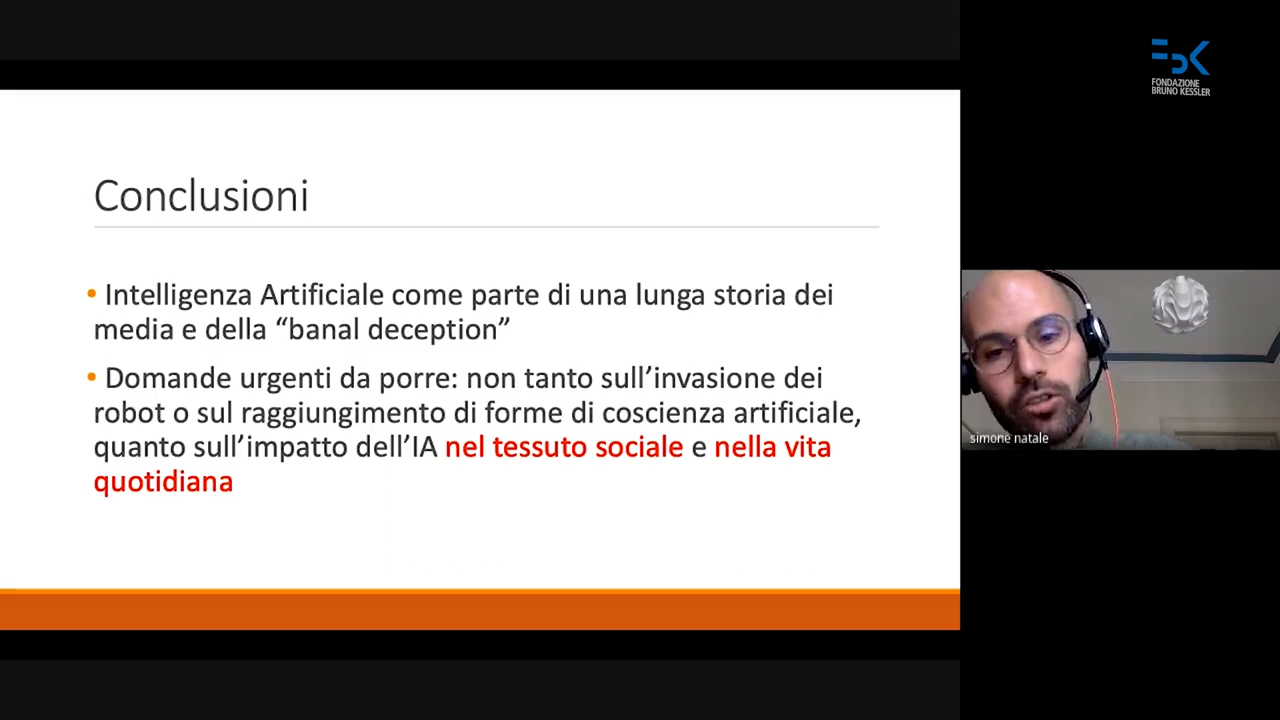 FONDAZIONE
BRUNO KESSLER
Conclusioni
• Intelligenza Artificiale come parte di una lunga storia dei
media e della “banal deception”
• Domande urgenti da porre: non tanto sull’invasione dei
robot o sul raggiungimento di forme di coscienza artificiale,
quanto sull’impatto dell’IA nel tessuto sociale e nella vita
quotidiana
simone natale